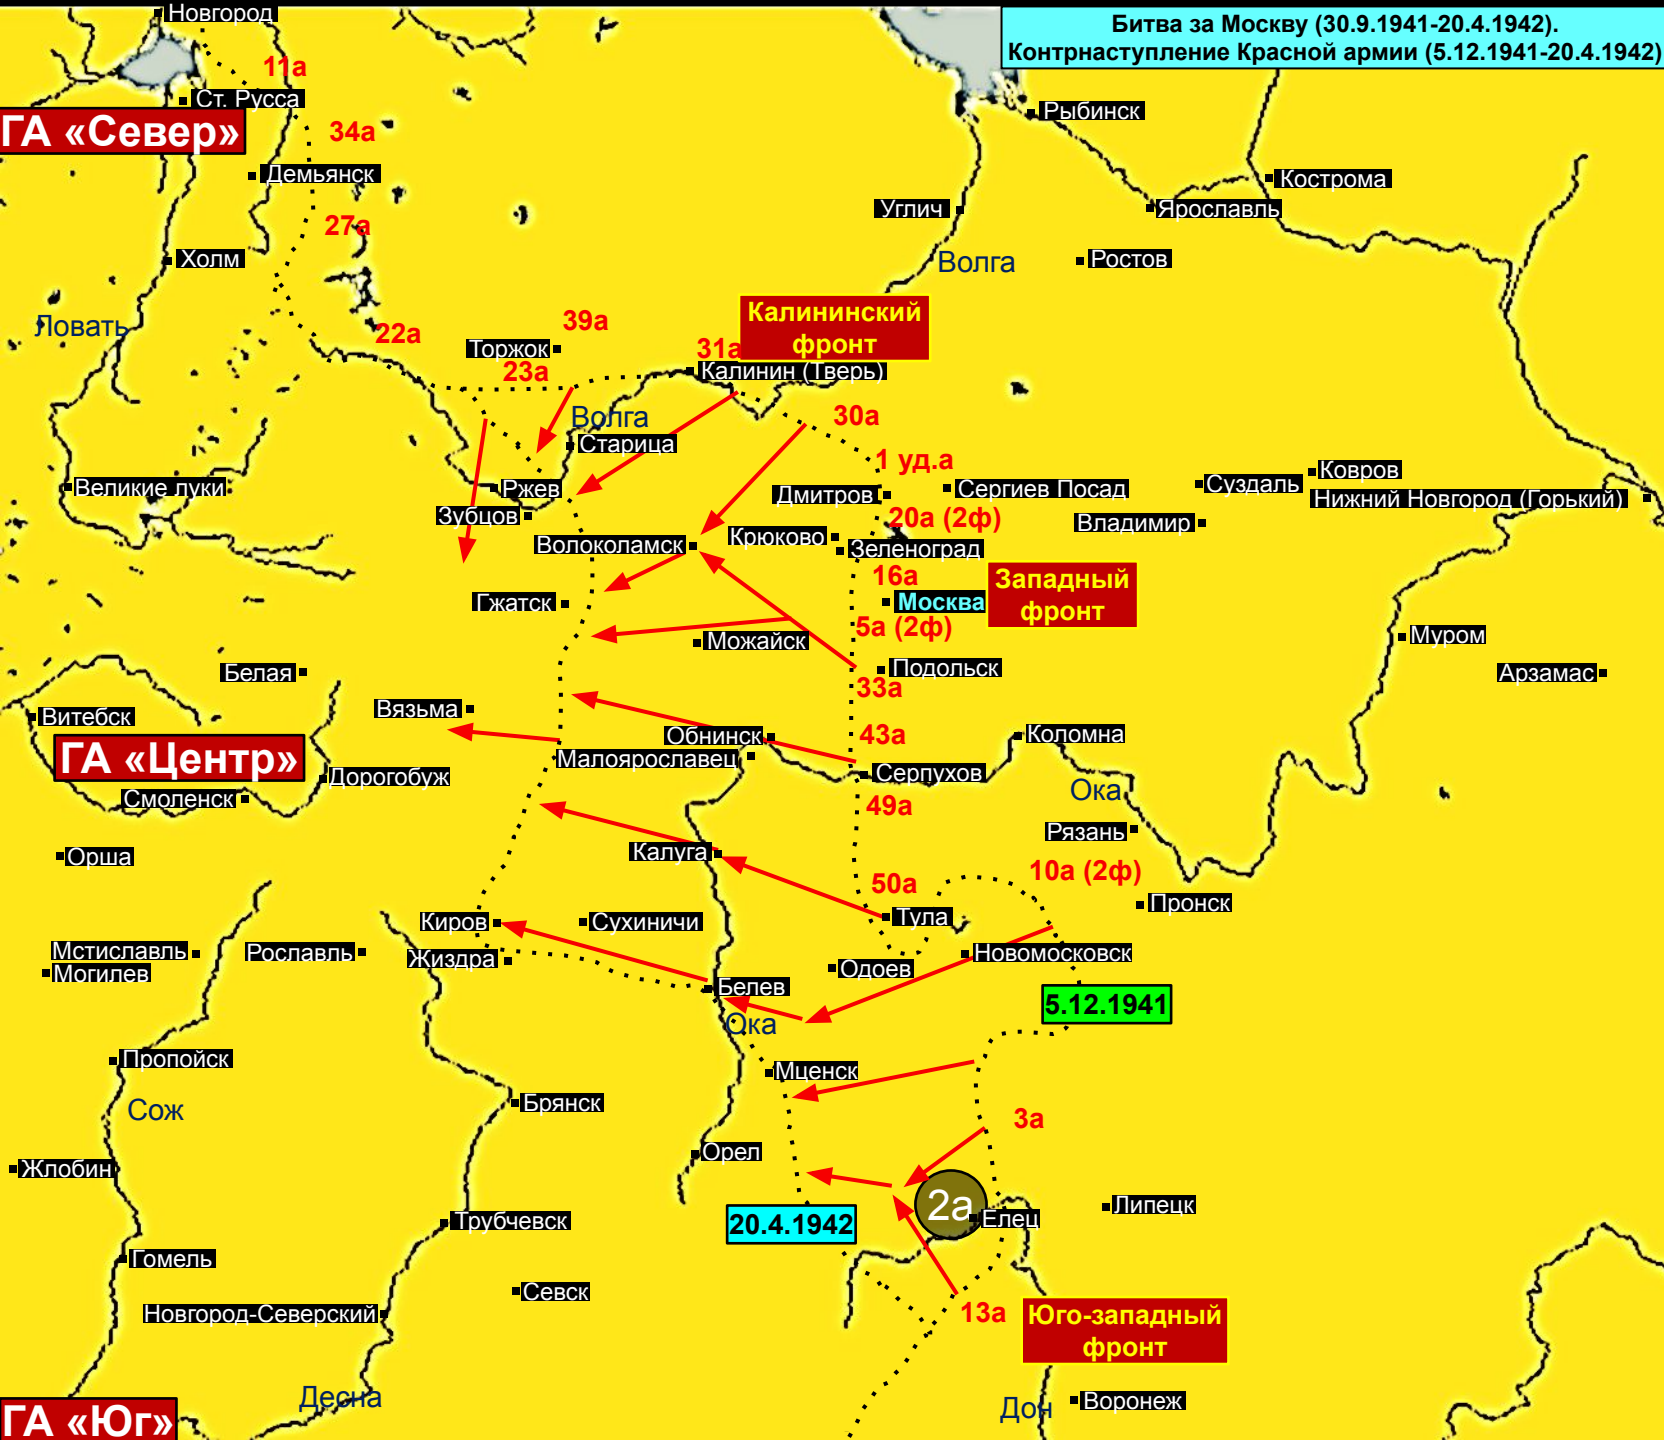 Новгород
Битва за Москву (30.9.1941-20.4.1942).
Контрнаступление Красной армии (5.12.1941-20.4.1942)
11а
Ст. Русса
ГА «Север»
34а
Рыбинск
Демьянск
Кострома
Углич
Ярославль
27а
Холм
Волга
Ростов
Ловать
22а
39а
Калининский
фронт
Торжок
31а
23а
Калинин (Тверь)
Волга
30а
Старица
1 уд.а
Великие луки
Ржев
Дмитров
Сергиев Посад
Суздаль
Ковров
Нижний Новгород (Горький)
Зубцов
20а (2ф)
Владимир
Волоколамск
Крюково
Зеленоград
16а
Западный
фронт
Гжатск
Москва
5а (2ф)
Можайск
Муром
Белая
Подольск
Арзамас
33а
Витебск
Вязьма
Обнинск
43а
Коломна
ГА «Центр»
Малоярославец
Дорогобуж
Серпухов
Ока
Смоленск
49а
Рязань
Орша
Калуга
10а (2ф)
50а
Пронск
Киров
Сухиничи
Тула
Мстиславль
Рославль
Жиздра
Новомосковск
Могилев
Одоев
Белев
5.12.1941
Ока
Пропойск
Мценск
Сож
Брянск
3а
Орел
Жлобин
2а
Липецк
Трубчевск
20.4.1942
Елец
Гомель
Севск
Новгород-Северский
13а
Юго-западный
фронт
Десна
Дон
Воронеж
ГА «Юг»